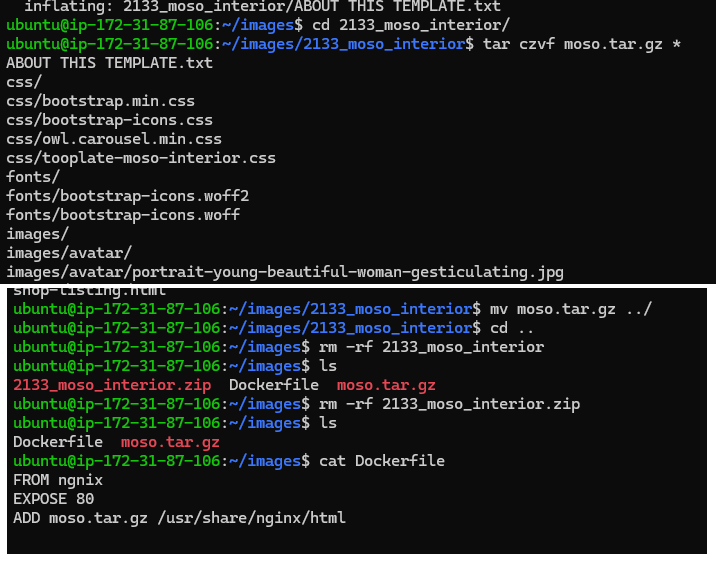 inflating: 2133_moso_interior/ABOUT THIS TEMPLATE.txt
ubuntu@ip-172-31-87-106:~/images$ cd 2133_moso_interior/
ubuntu@ip-172-31-87-106:~/images/2133_moso_interior$ tar czvf moso.tar.gz *
ABOUT THIS TEMPLATE.txt
css/
css/bootstrap.min.css
css/bootstrap-icons.css
css/owl.carousel.min.css
css/tooplate-moso-interior.css
fonts/
fonts/bootstrap-icons.woff2
fonts/bootstrap-icons.woff
images/
images/avatar/
images/avatar/portrait-young-beautiful-woman-gesticulating.jpg
shop-listing.html
ubuntu@ip-172-31-87-106:~/images/2133_moso_interior$ mv moso.tar.gz ../
ubuntu@ip-172-31-87-106:~/images/2133_moso_interior$ cd ..
ubuntu@ip-172-31-87-106:~/images$ rm -rf 2133_moso_interior
ubuntu@ip-172-31-87-106:~/images$ ls
2133_moso_interior.zip  Dockerfile  moso.tar.gz
ubuntu@ip-172-31-87-106:~/images$ rm -rf 2133_moso_interior.zip
ubuntu@ip-172-31-87-106:~/images$ ls
Dockerfile  moso.tar.gz
ubuntu@ip-172-31-87-106:~/images$ cat Dockerfile
FROM ngnix
EXPOSE 80
ADD moso.tar.gz /usr/share/nginx/html